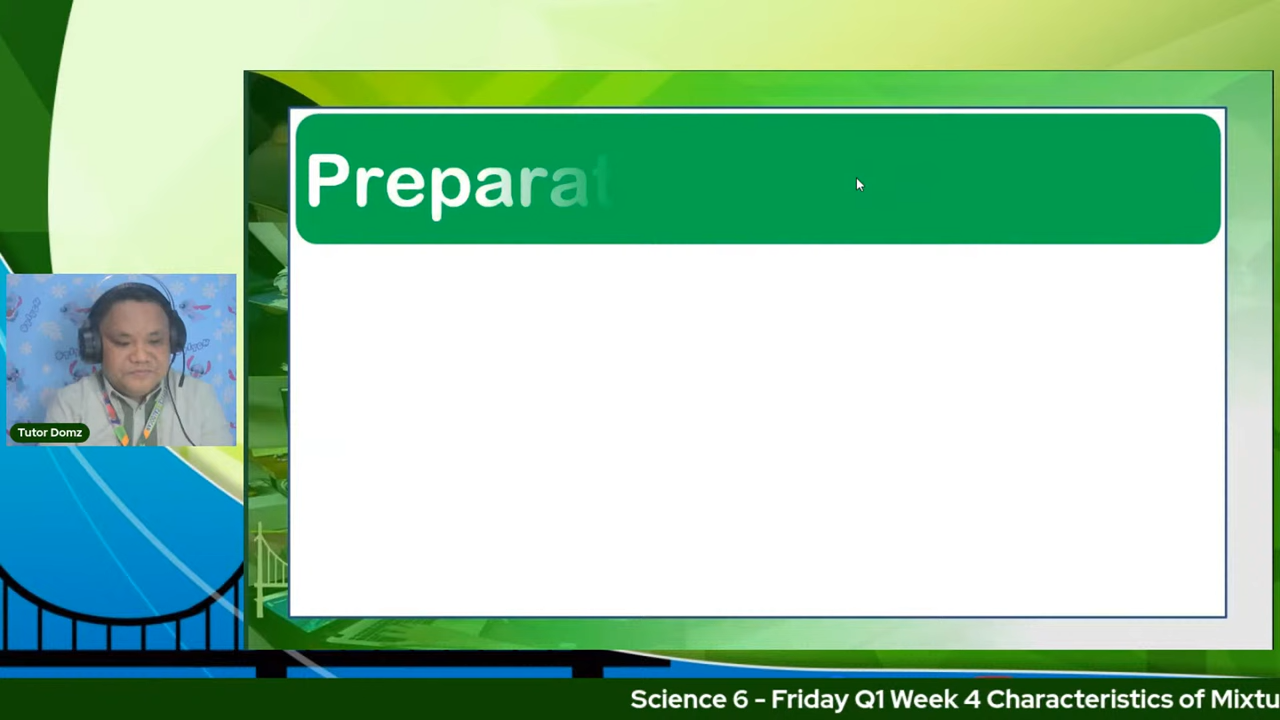 Preparat
Tutor Domz
Science 6 - Friday Q1 Week 4 Characteristics of Mixtu